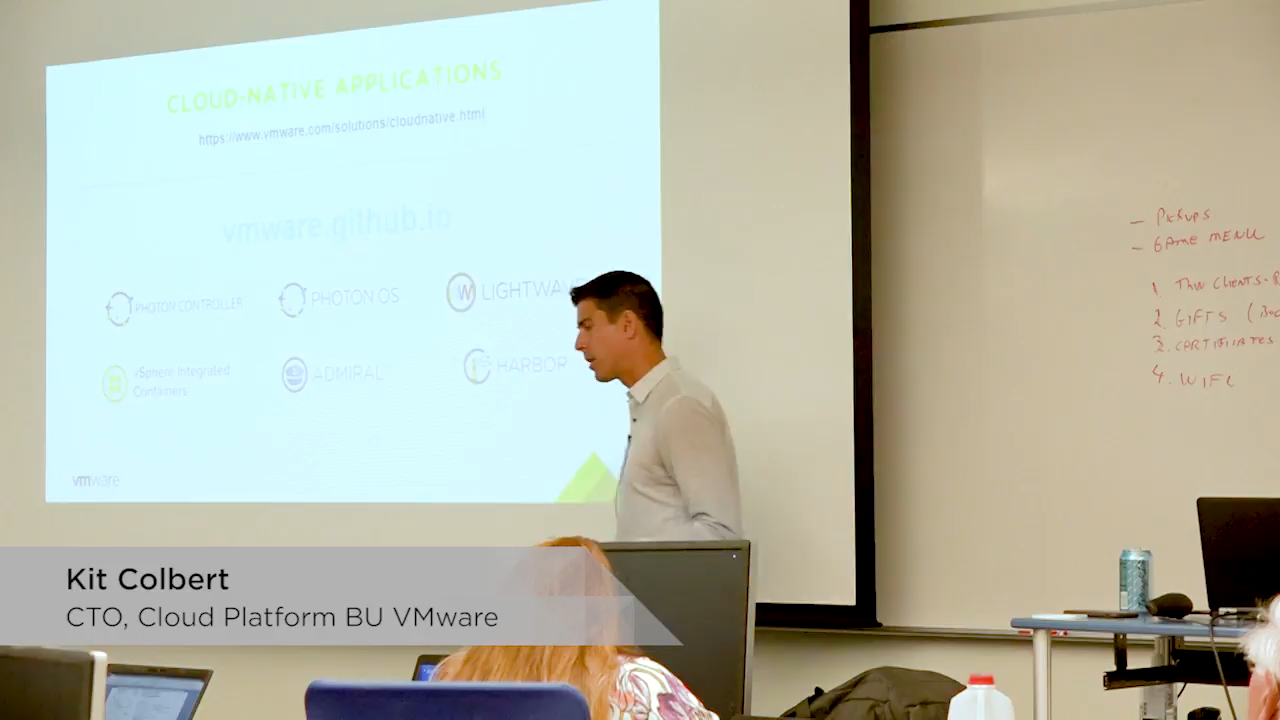 CLOUD-NATIVE APPLICATIONS
https://www.vmware.com/solutions/cloudnative.html
vmware.github.io
PHOTON CONTROLLER
PHOTON OS
LIGHTWAVE
vSphere Integrated
Containers
ADMIRAL
HARBOR
vmware
- PICKUPS
- GAME MENU
1. THIN CLIENTS-
2. GIFTS
3. CERTIFICATES
4. WIFI
Kit Colbert
CTO, Cloud Platform BU VMware